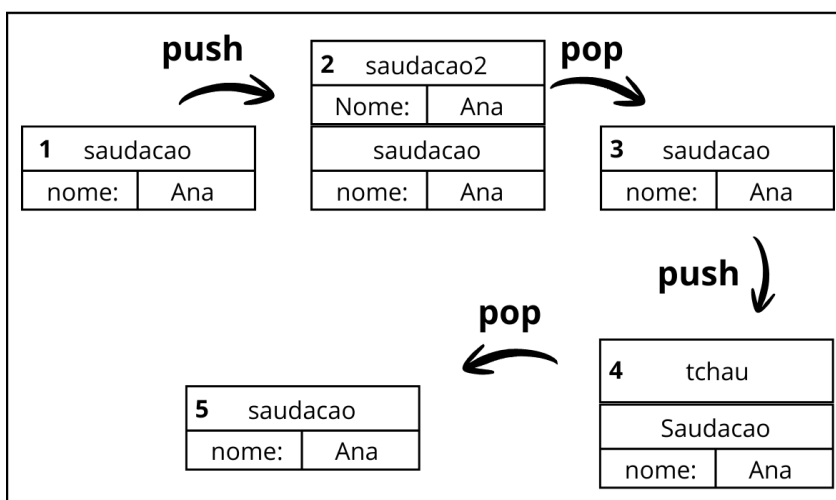 push
pop
1 saudacao
nome: Ana
2 saudacao2
Nome: Ana
saudacao
nome: Ana
3 saudacao
nome: Ana
push
pop
4 tchau
Saudacao
nome: Ana
5 saudacao
nome: Ana